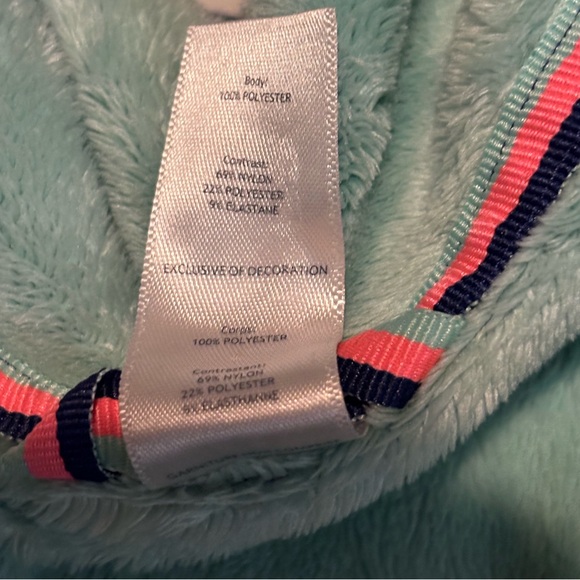 Body:
100% POLYESTER
Contrast:
69% NYLON
22% POLYESTER
9% ELASTANE
EXCLUSIVE OF DECORATION
Corps:
100% POLYESTER
Contrastant:
69% NYLON
22% POLYESTER
9% ELASTHANNE